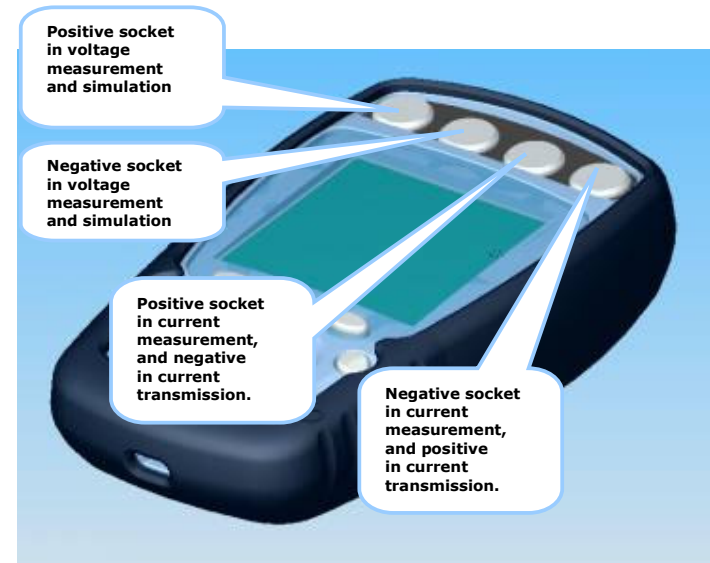 Positive socket
in voltage
measurement
and simulation
Negative socket
in voltage
measurement
and simulation
Positive socket
in current
measurement,
and negative
in current
transmission.
Negative socket
in current
measurement,
and positive
in current
transmission.